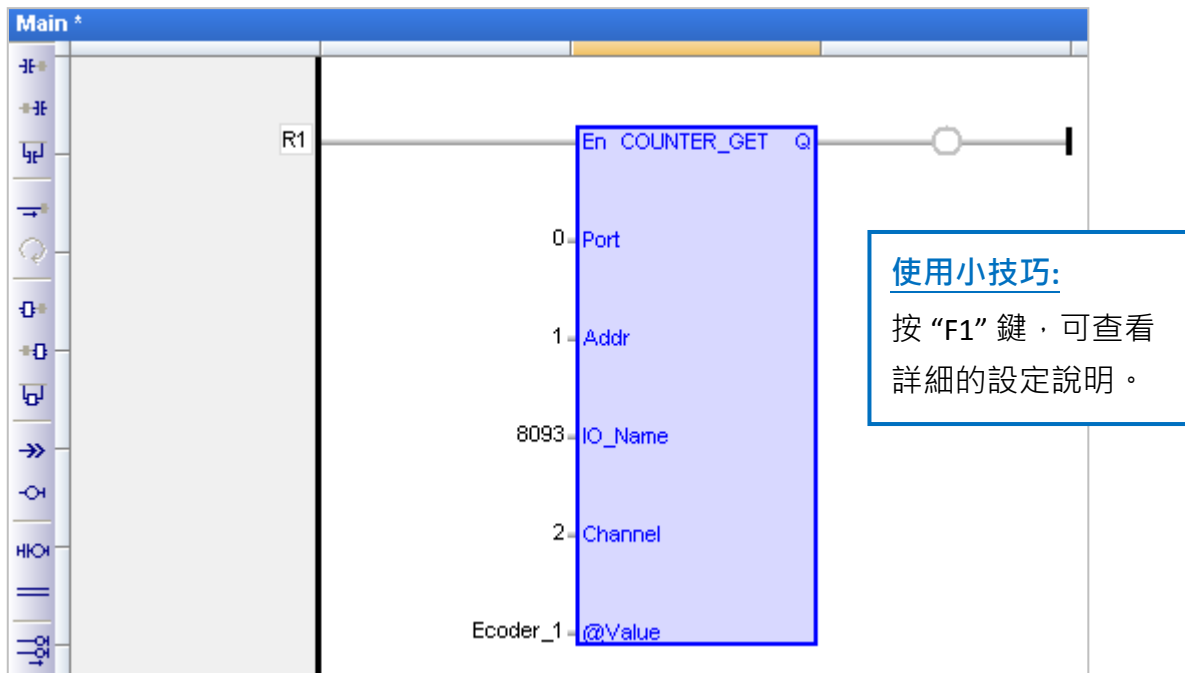 Main *
R1
En COUNTER_GET Q
0 Port
1 Addr
8093 IO_Name
2 Channel
Ecoder_1 @Value
使用小技巧:
按 “F1” 鍵，可查看
詳細的設定說明。